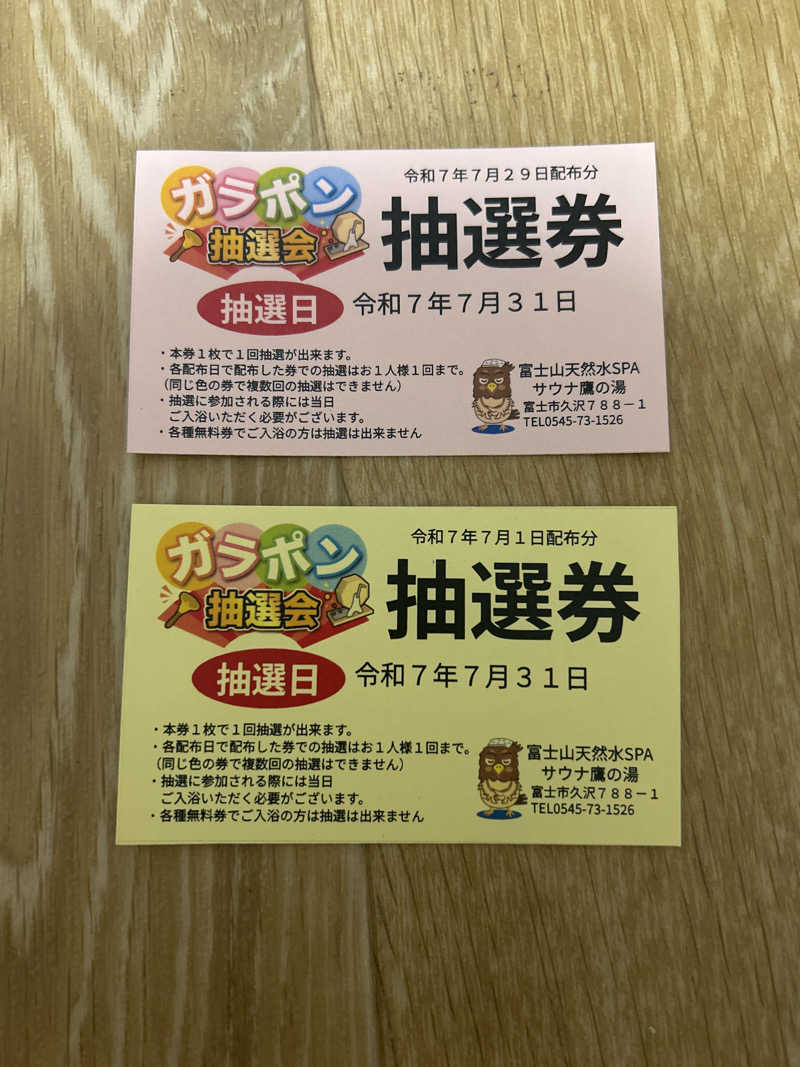 令和７年７月２９日配布分
ガラポン
抽選会
抽選券
抽選日
令和７年７月３１日
・本券１枚で１回抽選が出来ます。
・各配布日で配布した券での抽選はお１人様１回まで。
（同じ色の券で複数回の抽選はできません）
・抽選に参加される際には当日
ご入浴いただく必要がございます。
・各種無料券でご入浴の方は抽選は出来ません
富士山天然水SPA
サウナ鷹の湯
富士市久沢７８８－１
TEL0545-73-1526
令和７年７月１日配布分
ガラポン
抽選会
抽選券
抽選日
令和７年７月３１日
・本券１枚で１回抽選が出来ます。
・各配布日で配布した券での抽選はお１人様１回まで。
（同じ色の券で複数回の抽選はできません）
・抽選に参加される際には当日
ご入浴いただく必要がございます。
・各種無料券でご入浴の方は抽選は出来ません
富士山天然水SPA
サウナ鷹の湯
富士市久沢７８８－１
TEL0545-73-1526